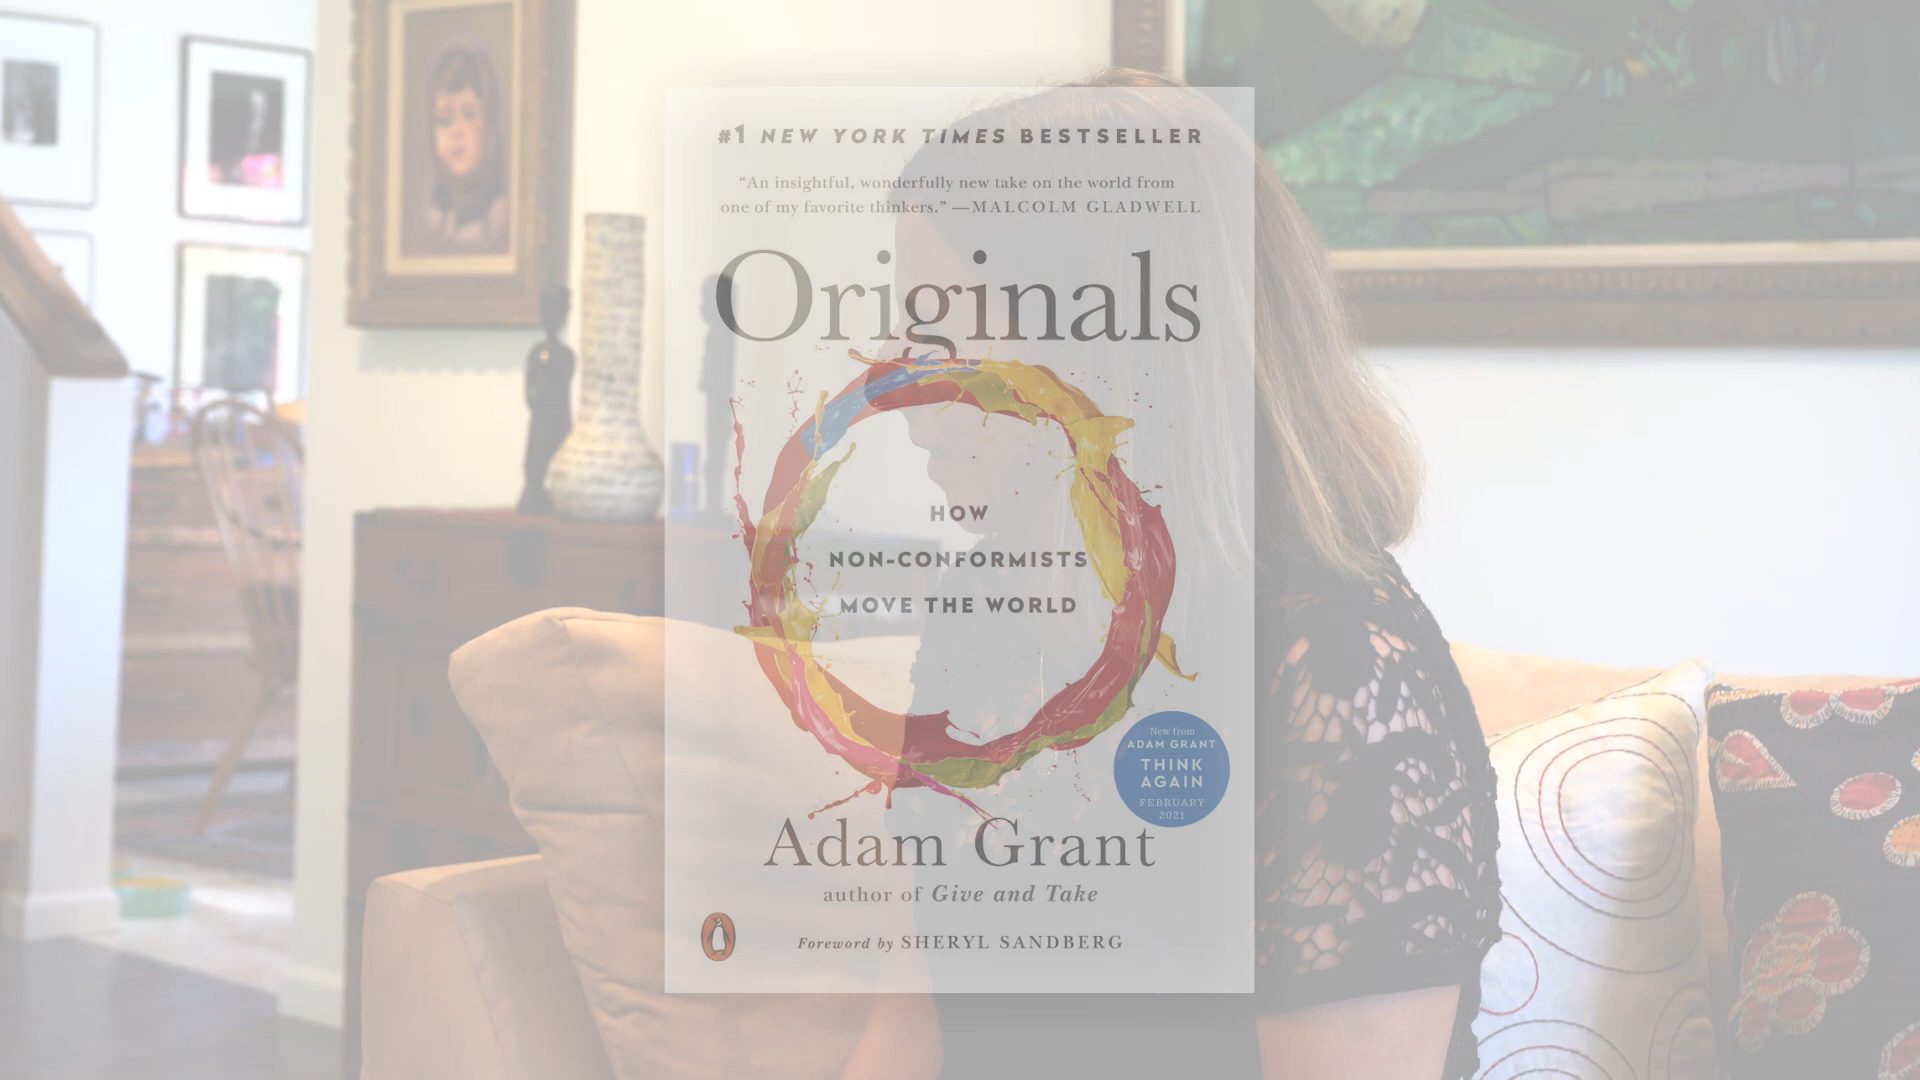 #1 NEW YORK TIMES BESTSELLER
“An insightful, wonderfully new take on the world from
one of my favorite thinkers.” —MALCOLM GLADWELL
Originals
HOW
NON-CONFORMISTS
MOVE THE WORLD
New from
ADAM GRANT
THINK
AGAIN
FEBRUARY
2021
Adam Grant
author of Give and Take
Foreword by SHERYL SANDBERG